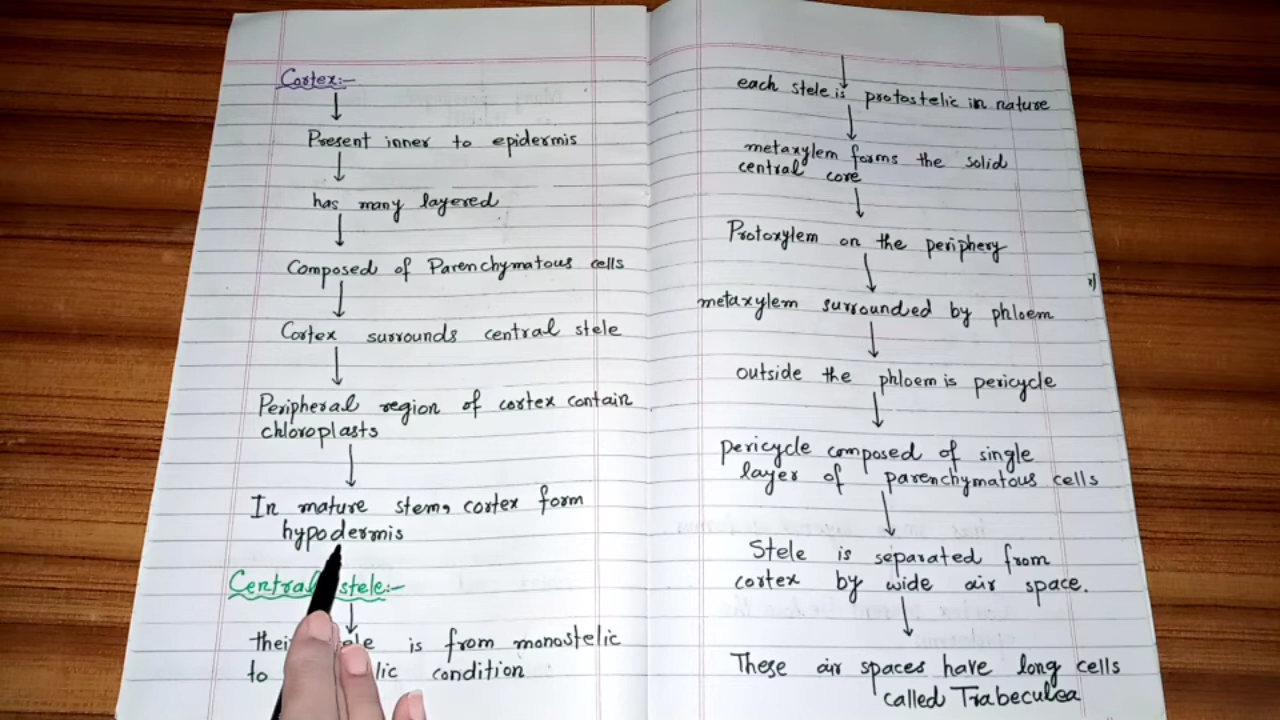 Cortex:-
Present inner to epidermis
has many layered
Composed of Parenchymatous cells
Cortex surrounds central stele
Peripheral region of cortex contain
chloroplasts
In mature stem, cortex form
hypodermis
Central stele:-
is from monostelic
to condition
each stele is protostelic in nature
metaxylem forms the solid
central core
Protoxylem on the periphery
metaxylem surrounded by phloem
outside the phloem is pericycle
pericycle composed of single
layer of parenchymatous cells
Stele is separated from
cortex by wide air space.
These air spaces have long cells
called Trabeculea